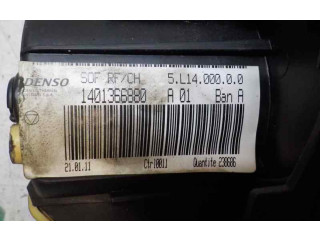 DENSO
SOF RF/CH 5.L14.000.0.0
1401366880 A 01 Ban A
21.01.11 Ctr10011 Quantite 238686